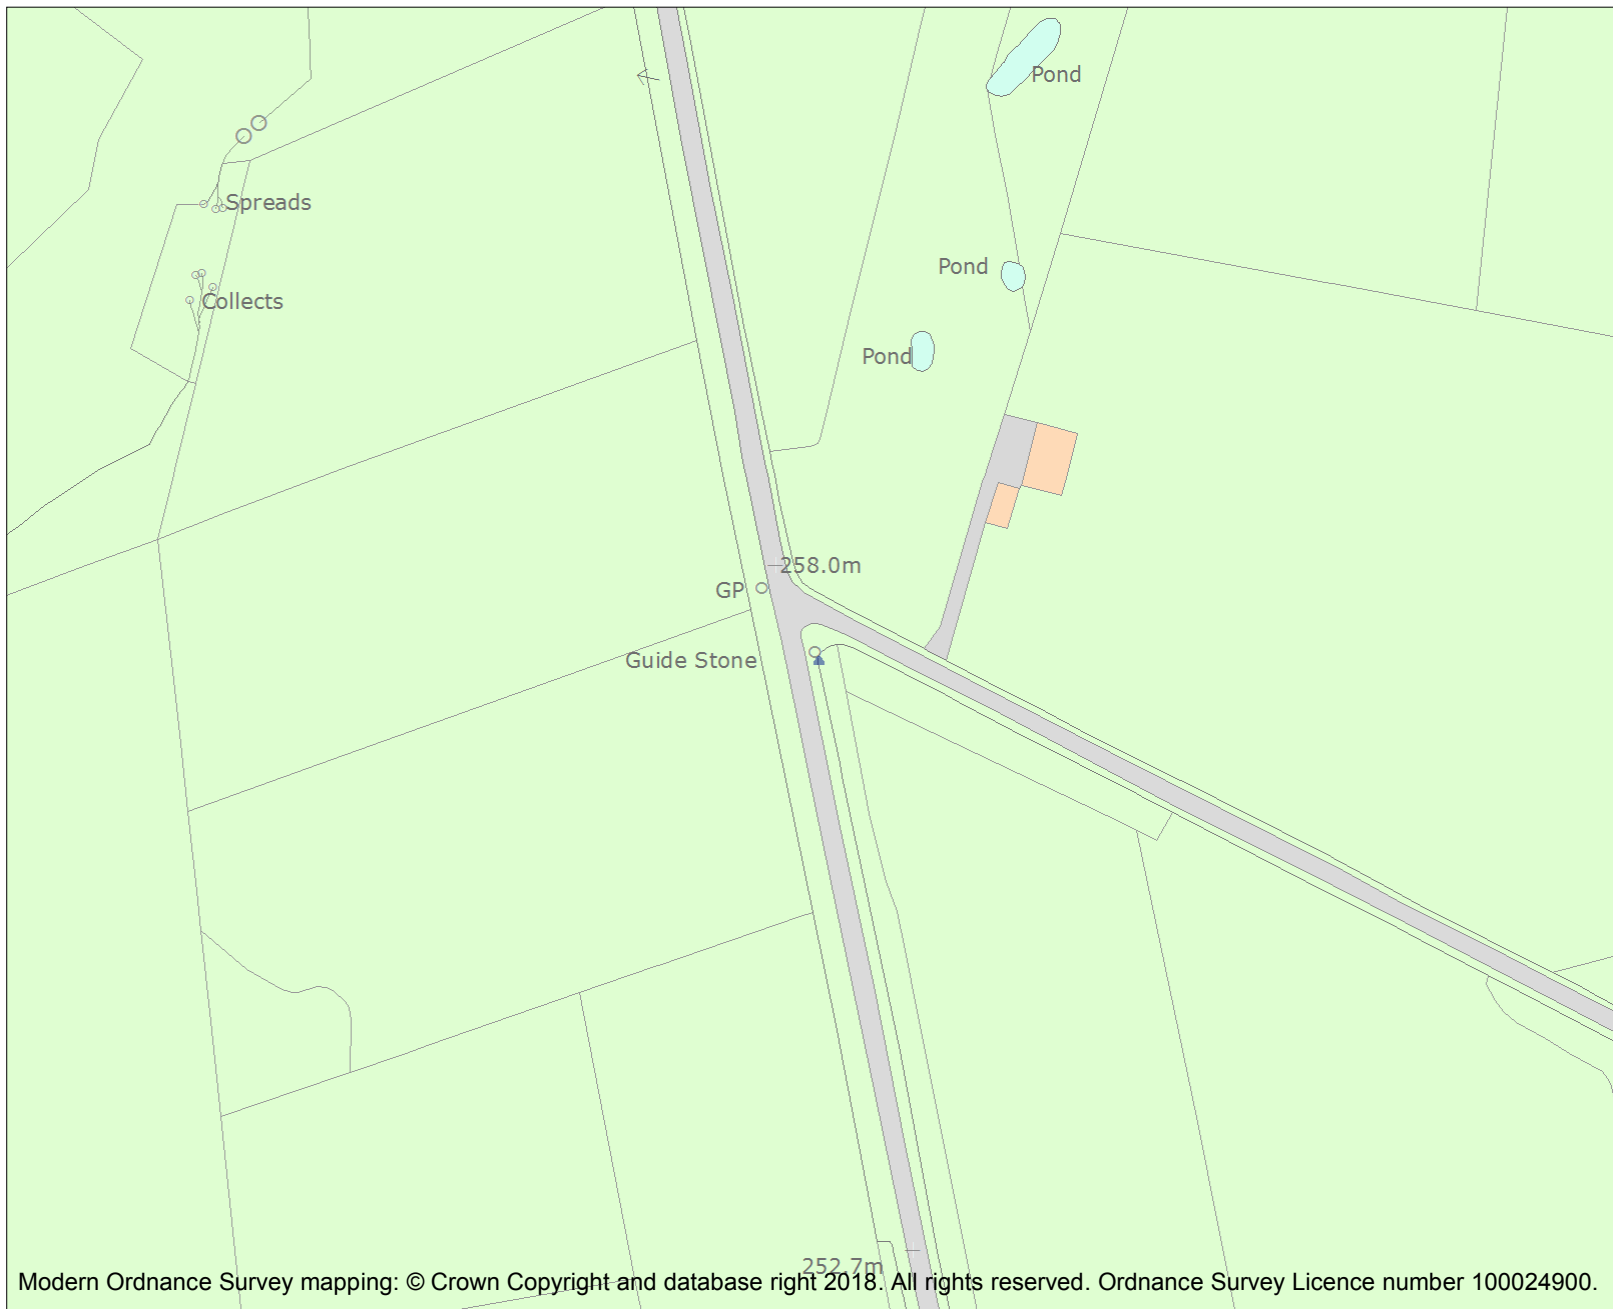 Pond
Spreads
Pond
Collects
Pond
258.0m
GP
Guide Stone
252.7m
Modern Ordnance Survey mapping: © Crown Copyright and database right 2018. All rights reserved. Ordnance Survey Licence number 100024900.